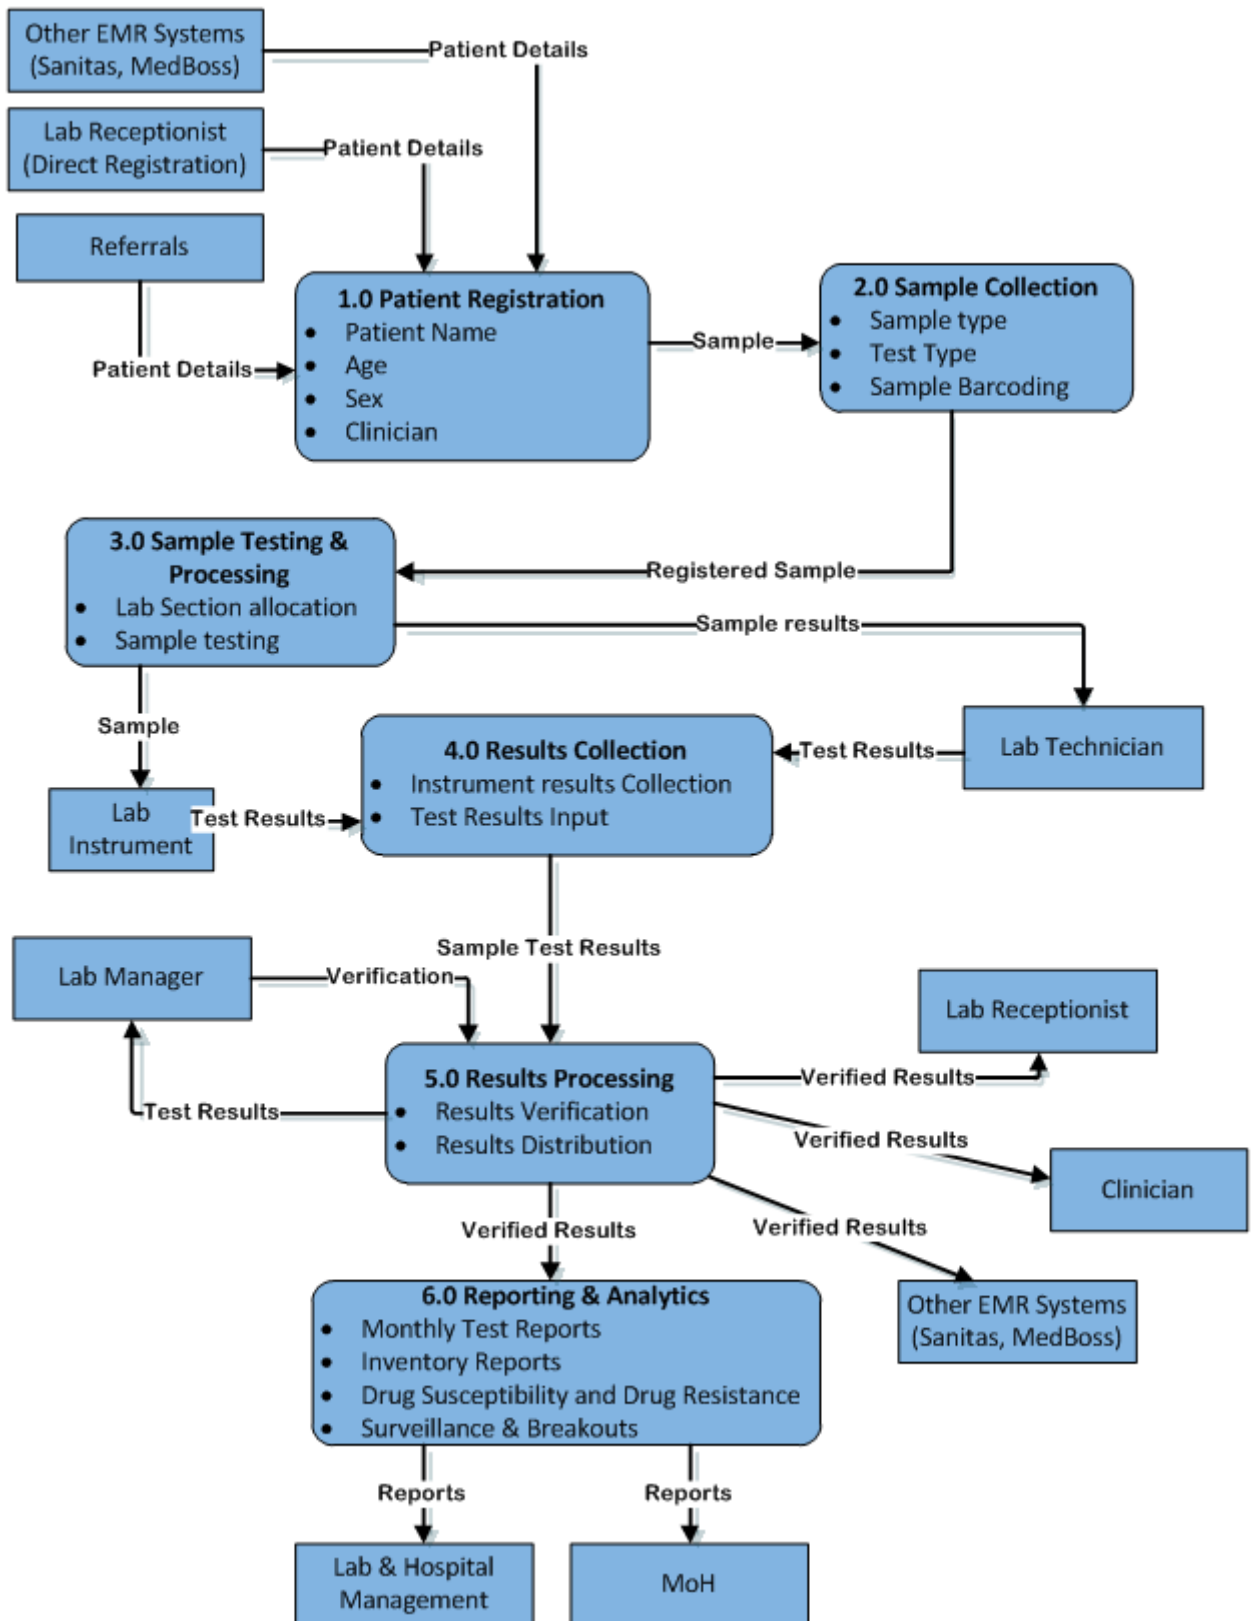 Other EMR Systems
(Sanitas, MedBoss)
Patient Details
Lab Receptionist
(Direct Registration)
Patient Details
Referrals
Patient Details
1.0 Patient Registration
• Patient Name
• Age
• Sex
• Clinician
Sample
2.0 Sample Collection
• Sample type
• Test Type
• Sample Barcoding
Registered Sample
3.0 Sample Testing &
Processing
• Lab Section allocation
• Sample testing
Sample results
Sample
Lab Technician
Test Results
4.0 Results Collection
• Instrument results Collection
• Test Results Input
Lab
Instrument
Test Results
Sample Test Results
Lab Manager
Verification
Test Results
5.0 Results Processing
• Results Verification
• Results Distribution
Lab Receptionist
Verified Results
Verified Results
Clinician
Verified Results
Other EMR Systems
(Sanitas, MedBoss)
Verified Results
6.0 Reporting & Analytics
• Monthly Test Reports
• Inventory Reports
• Drug Susceptibility and Drug Resistance
• Surveillance & Breakouts
Reports
Reports
Lab & Hospital
Management
MoH